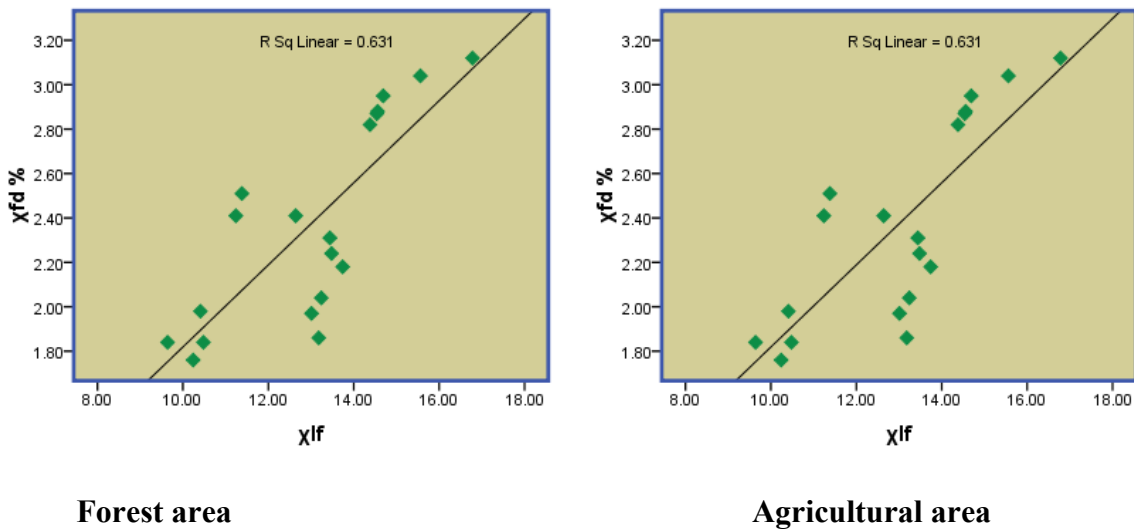 R Sq Linear = 0.631
3.20
3.00
2.80
2.60
2.40
2.20
2.00
1.80
χfd %
8.00 10.00 12.00 14.00 16.00 18.00
χlf
Forest area
R Sq Linear = 0.631
3.20
3.00
2.80
2.60
2.40
2.20
2.00
1.80
χfd %
8.00 10.00 12.00 14.00 16.00 18.00
χlf
Agricultural area